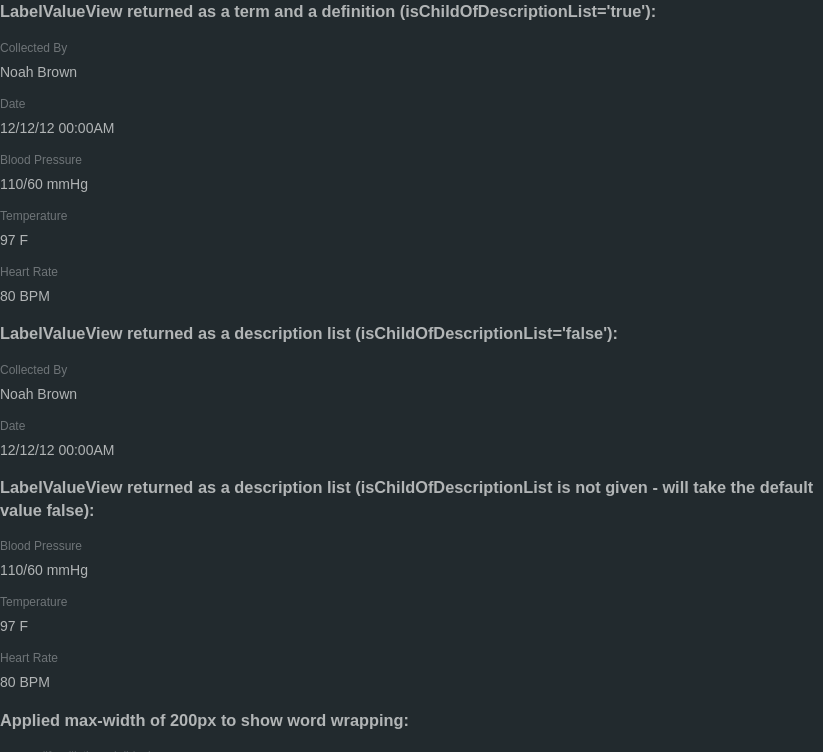 LabelValueView returned as a term and a definition (isChildOfDescriptionList='true'):
Collected By
Noah Brown
Date
12/12/12 00:00AM
Blood Pressure
110/60 mmHg
Temperature
97 F
Heart Rate
80 BPM
LabelValueView returned as a description list (isChildOfDescriptionList='false'):
Collected By
Noah Brown
Date
12/12/12 00:00AM
LabelValueView returned as a description list (isChildOfDescriptionList is not given - will take the default
value false):
Blood Pressure
110/60 mmHg
Temperature
97 F
Heart Rate
80 BPM
Applied max-width of 200px to show word wrapping: